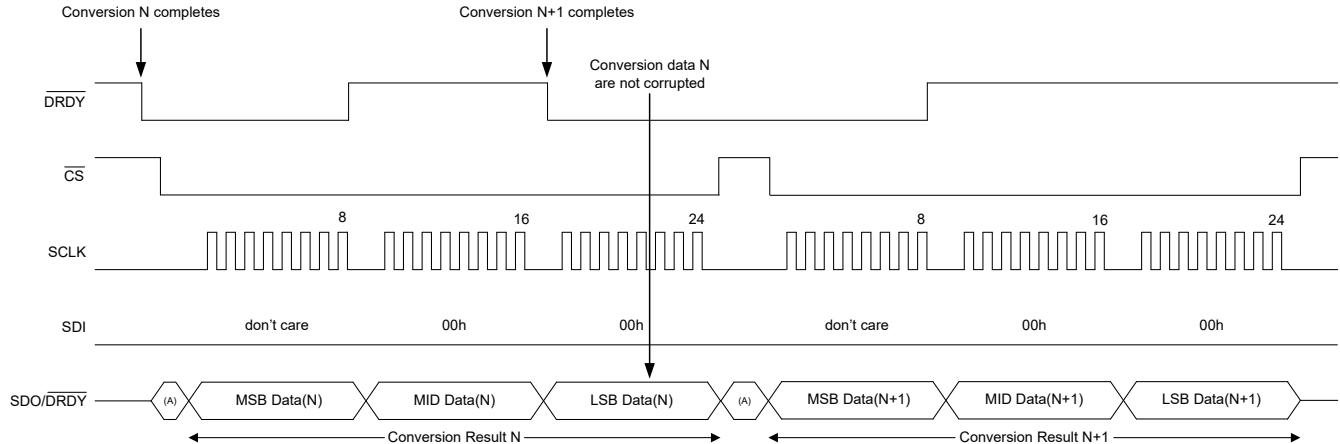 Conversion N completes
Conversion N+1 completes
Conversion data N
are not corrupted
DRDY
CS
8
16
24
8
16
24
SCLK
SDI
don't care
00h
00h
don't care
00h
00h
SDO/DRDY
(A)
MSB Data(N)
MID Data(N)
LSB Data(N)
(A)
MSB Data(N+1)
MID Data(N+1)
LSB Data(N+1)
Conversion Result N
Conversion Result N+1